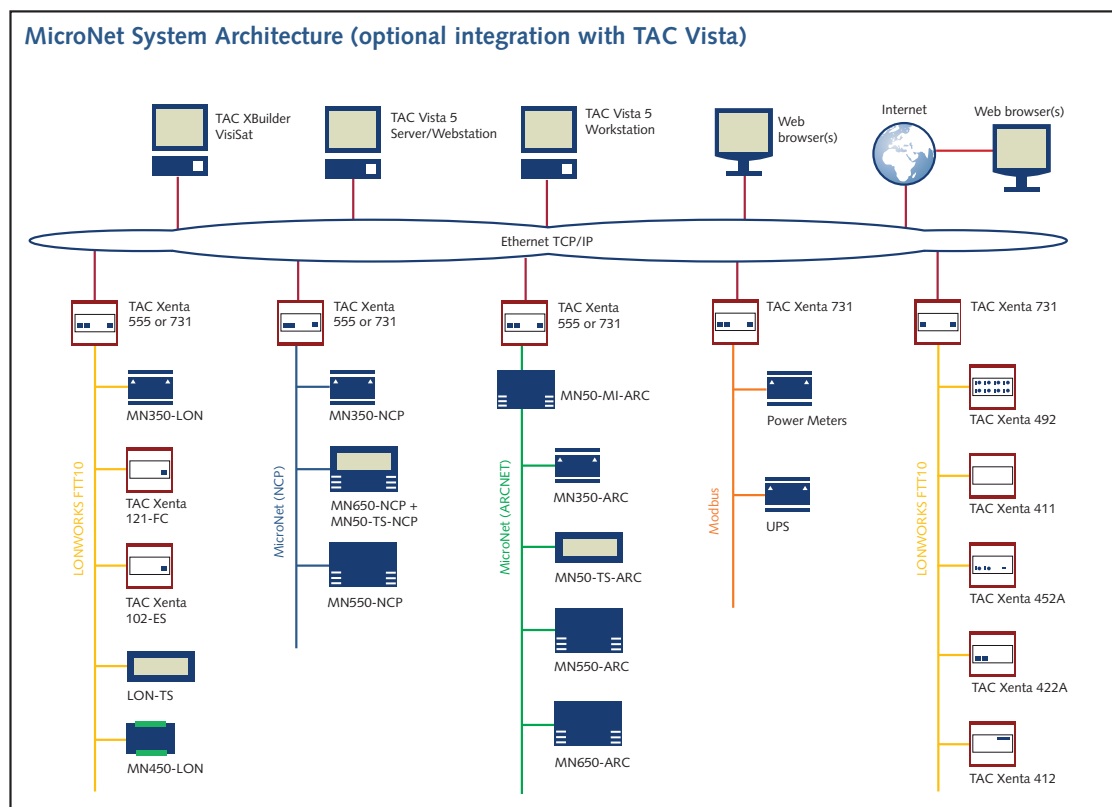 MicroNet System Architecture (optional integration with TAC Vista)
TAC XBuilder
VisiSat
TAC Vista 5
Server/Webstation
TAC Vista 5
Workstation
Web
browser(s)
Internet
Web browser(s)
Ethernet TCP/IP
TAC Xenta
555 or 731
TAC Xenta
555 or 731
TAC Xenta
555 or 731
TAC Xenta 731
TAC Xenta 731
LONWORKS FTT10
MN350-LON
TAC Xenta
121-FC
TAC Xenta
102-ES
LON-TS
MN450-LON
MicroNet (NCP)
MN350-NCP
MN650-NCP +
MN50-TS-NCP
MN550-NCP
MicroNet (ARCNET)
MN50-MI-ARC
MN350-ARC
MN50-TS-ARC
MN550-ARC
MN650-ARC
Modbus
Power Meters
UPS
LONWORKS FTT10
TAC Xenta
492
TAC Xenta
411
TAC Xenta 452A
TAC Xenta 422A
TAC Xenta 412